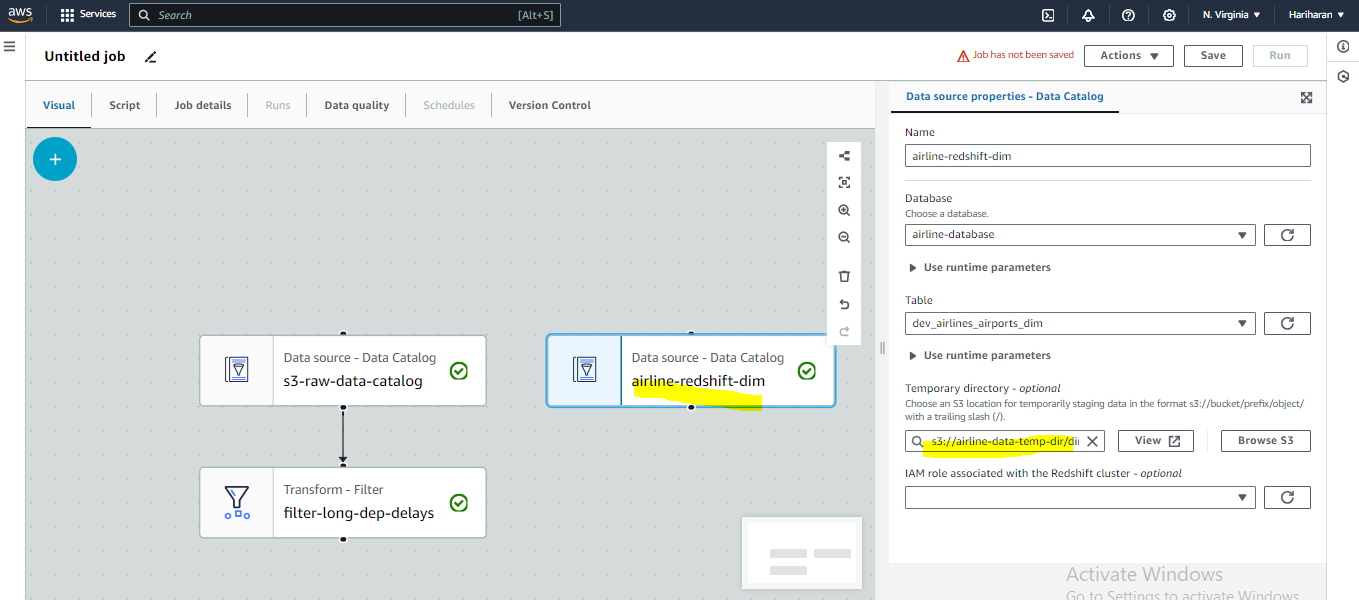 aws Services Search [Alt+S] N. Virginia Hariharan
Untitled job
Job has not been saved Actions Save Run
Visual Script Job details Runs Data quality Schedules Version Control
Data source - Data Catalog
s3-raw-data-catalog
Data source - Data Catalog
airline-redshift-dim
Transform - Filter
filter-long-dep-delays
Data source properties - Data Catalog
Name
airline-redshift-dim
Database
Choose a database.
airline-database
Use runtime parameters
Table
dev_airlines_airports_dim
Use runtime parameters
Temporary directory - optional
Choose an S3 location for temporarily staging data in the format s3://bucket/prefix/object/
with a trailing slash (/).
s3://airline-data-temp-dir/di View Browse S3
IAM role associated with the Redshift cluster - optional
Activate Windows
Go to Settings to activate Windows.